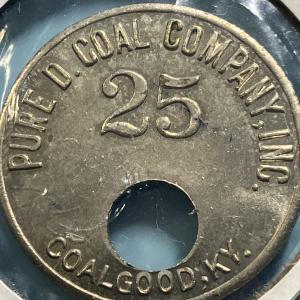 PURE D. COAL COMPANY, INC.
25
COALGOOD, KY.